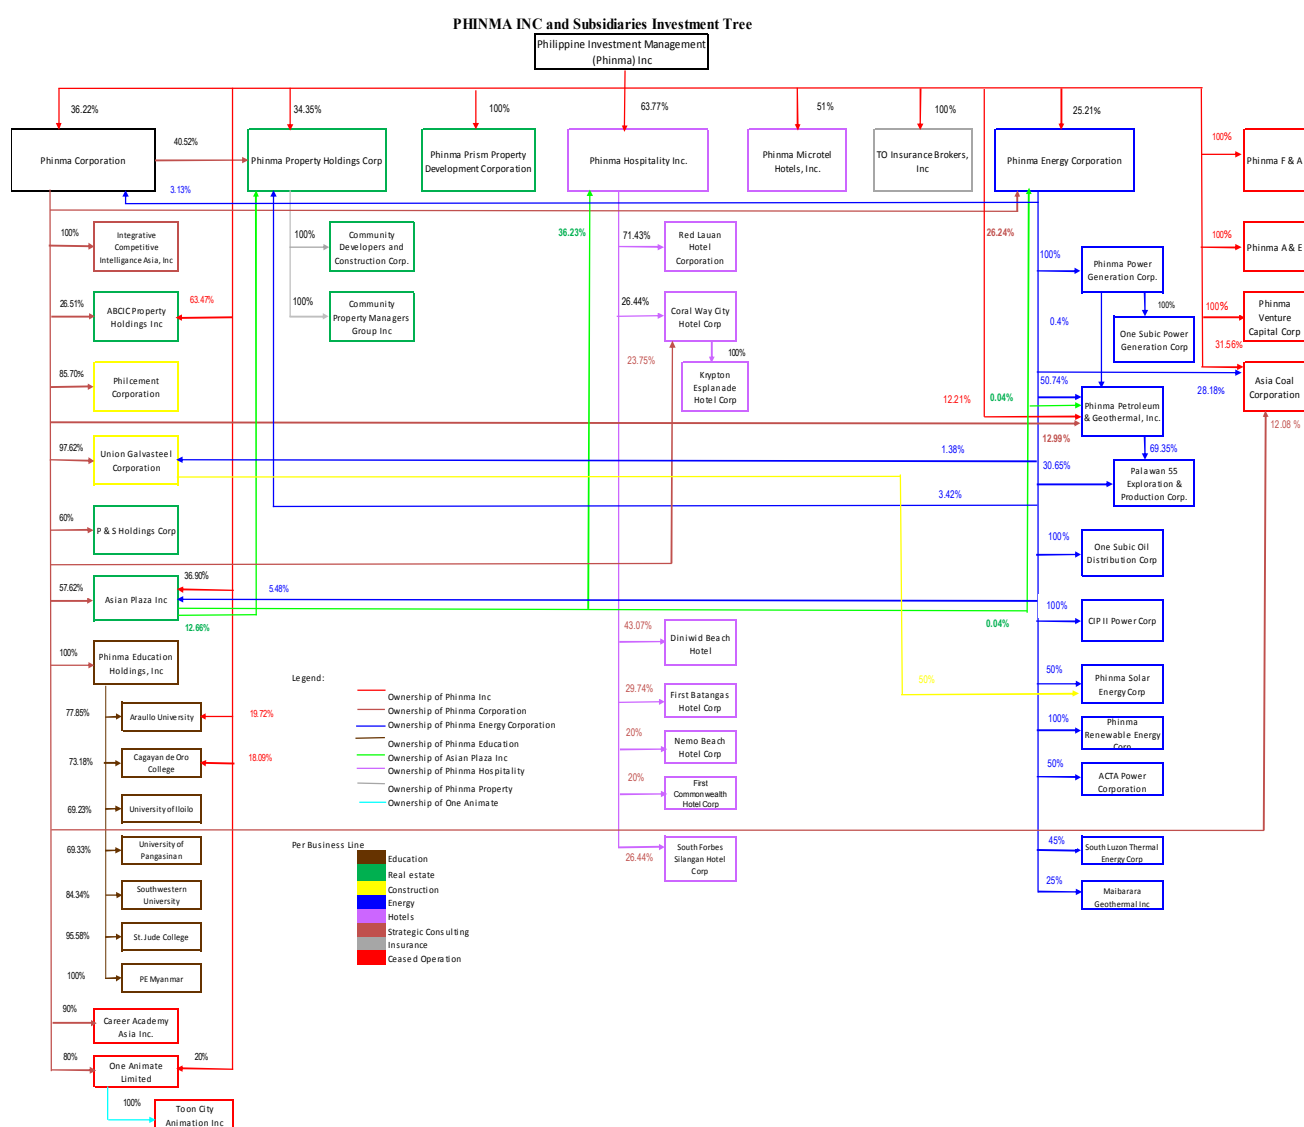 PHINMA INC and Subsidiaries Investment Tree
Philippine Investment Management
(Phinma) Inc
36.22%
34.35%
100%
63.77%
51%
100%
25.21%
100%
Phinma Corporation
40.52%
Phinma Property Holdings Corp
Phinma Prism Property
Development Corporation
Phinma Hospitality Inc.
Phinma Microtel
Hotels, Inc.
TO Insurance Brokers,
Inc
Phinma Energy Corporation
Phinma F & A
3.13%
100%
Integrative
Competitive
Intelligance Asia, Inc
100%
Community
Developers and
Construction Corp.
36.23%
71.43%
Red Lauan
Hotel
Corporation
26.24%
100%
Phinma Power
Generation Corp.
100%
Phinma A & E
26.51%
ABCIC Property
Holdings Inc
63.47%
100%
Community
Property Managers
Group Inc
26.44%
Coral Way City
Hotel Corp
0.4%
100%
One Subic Power
Generation Corp
100%
Phinma
Venture
Capital Corp
31.56%
85.70%
Philcement
Corporation
23.75%
100%
Krypton
Esplanade
Hotel Corp
12.21%
0.04%
50.74%
Phinma Petroleum
& Geothermal, Inc.
28.18%
Asia Coal
Corporation
12.08 %
97.62%
Union Galvasteel
Corporation
1.38%
12.99%
30.65%
69.35%
Palawan 55
Exploration &
Production Corp.
3.42%
60%
P & S Holdings Corp
100%
One Subic Oil
Distribution Corp
57.62%
Asian Plaza Inc
36.90%
5.48%
12.66%
0.04%
100%
CIP II Power Corp
43.07%
Diniwid Beach
Hotel
100%
Phinma Education
Holdings, Inc
50%
50%
Phinma Solar
Energy Corp
29.74%
First Batangas
Hotel Corp
77.85%
Araullo University
19.72%
20%
Nemo Beach
Hotel Corp
100%
Phinma
Renewable Energy
Corp
73.18%
Cagayan de Oro
College
18.09%
20%
First
Commonwealth
Hotel Corp
50%
ACTA Power
Corporation
69.23%
University of Iloilo
69.33%
University of
Pangasinan
26.44%
South Forbes
Silangan Hotel
Corp
45%
South Luzon Thermal
Energy Corp
84.34%
Southwestern
University
25%
Maibarara
Geothermal Inc
95.58%
St. Jude College
100%
PE Myanmar
90%
Career Academy
Asia Inc.
80%
One Animate
Limited
20%
100%
Toon City
Animation Inc
Legend:
Ownership of Phinma Inc
Ownership of Phinma Corporation
Ownership of Phinma Energy Corporation
Ownership of Phinma Education
Ownership of Asian Plaza Inc
Ownership of Phinma Hospitality
Ownership of Phinma Property
Ownership of One Animate
Per Business Line
Education
Real estate
Construction
Energy
Hotels
Strategic Consulting
Insurance
Ceased Operation